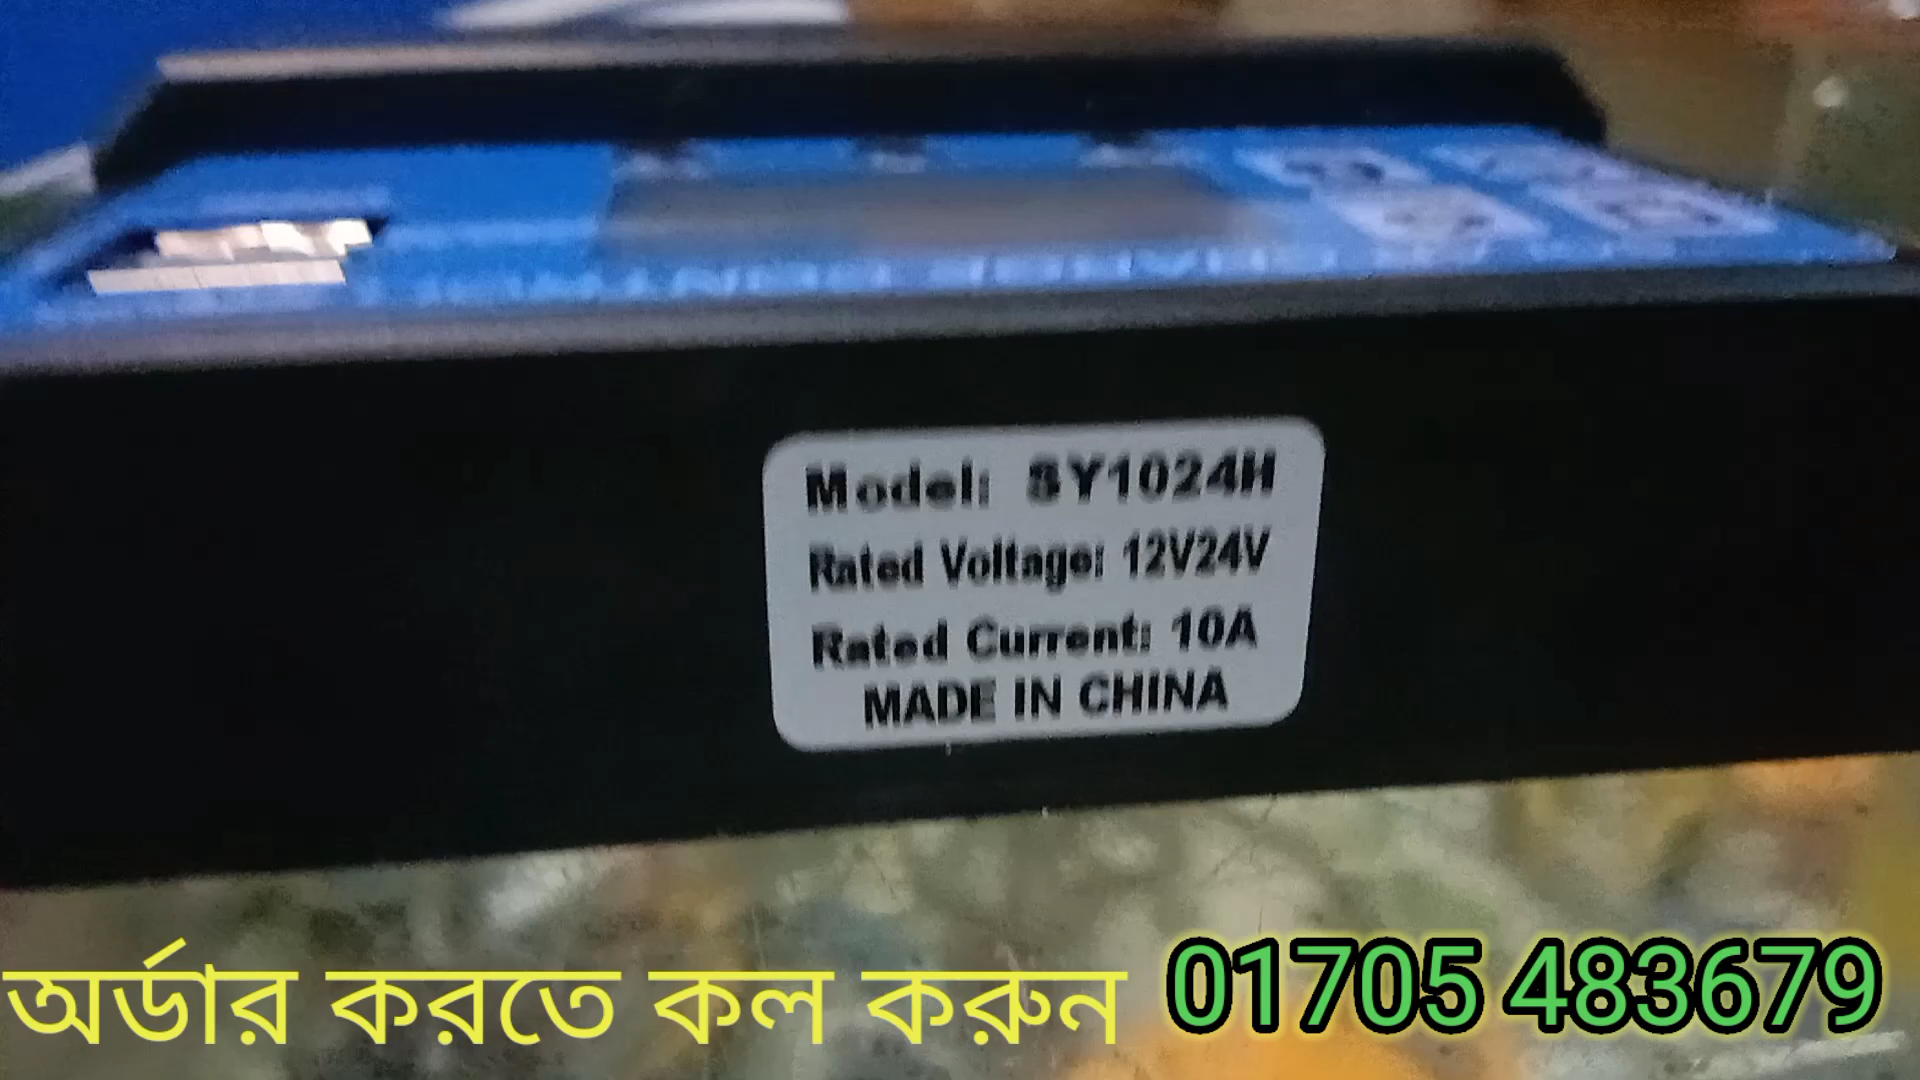 Model: SY1024H
Rated Voltage: 12V24V
Rated Current: 10A
MADE IN CHINA
অর্ডার করতে কল করুন 01705 483679